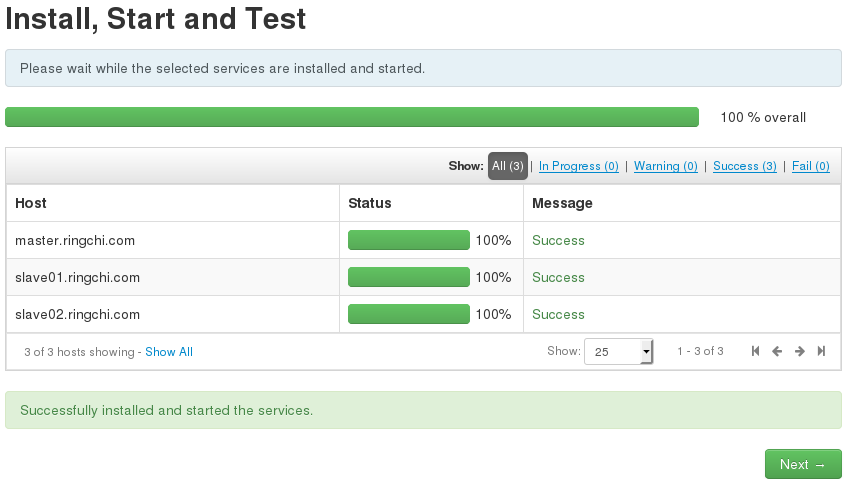 Install, Start and Test
Please wait while the selected services are installed and started.
100 % overall
Show: All (3) | In Progress (0) | Warning (0) | Success (3) | Fail (0)
Host Status Message
master.ringchi.com 100% Success
slave01.ringchi.com 100% Success
slave02.ringchi.com 100% Success
3 of 3 hosts showing - Show All Show: 25 1 - 3 of 3
Successfully installed and started the services.
Next →